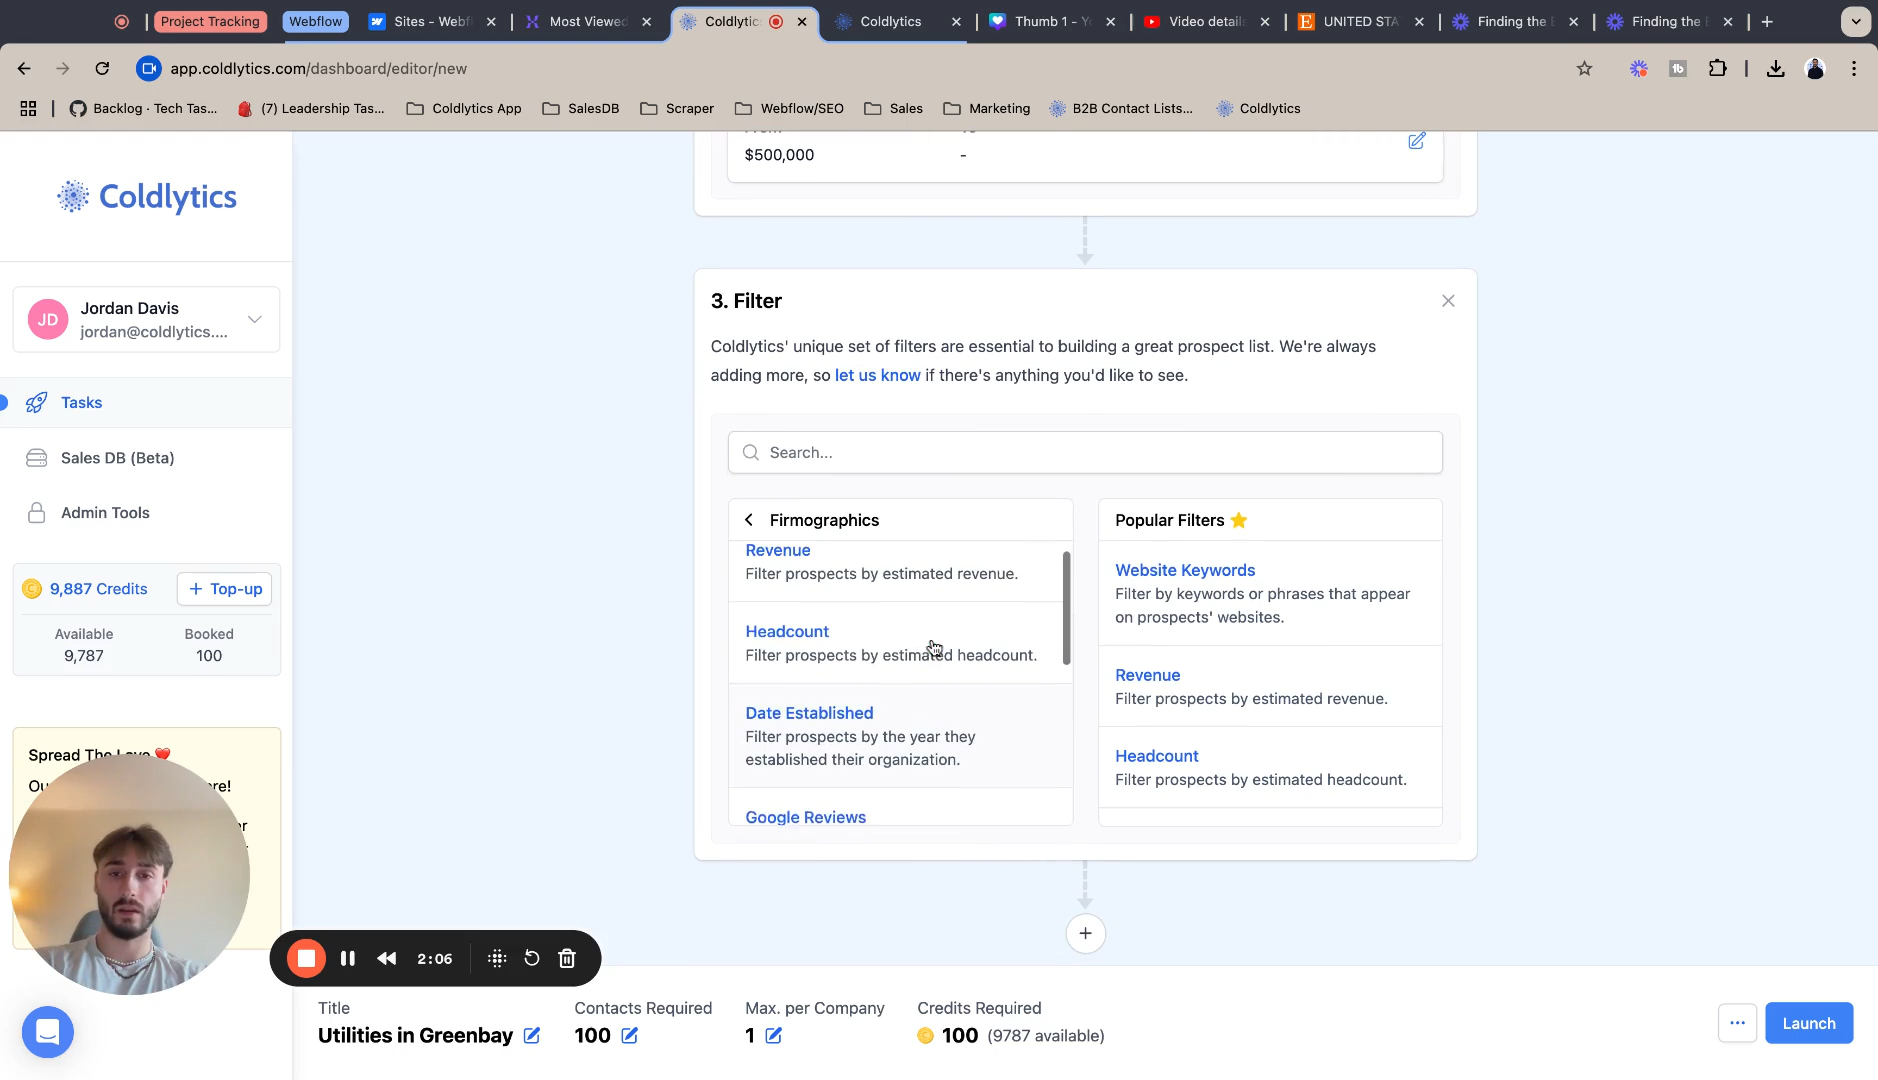 Project Tracking
Webflow
Sites - Webfl
Most Viewed
Coldlytic
Coldlytics
Thumb 1 - Y
Video detail
UNITED STA
Finding the B
Finding the B
app.coldlytics.com/dashboard/editor/new
Backlog · Tech Tas...
(7) Leadership Tas...
Coldlytics App
SalesDB
Scraper
Webflow/SEO
Sales
Marketing
B2B Contact Lists...
Coldlytics
Coldlytics
JD
Jordan Davis
jordan@coldlytics....
Tasks
Sales DB (Beta)
Admin Tools
9,887 Credits
+ Top-up
Available
Booked
9,787
100
Spread The Love ❤️
Ou
re!
$500,000
-
3. Filter
Coldlytics' unique set of filters are essential to building a great prospect list. We're always
adding more, so let us know if there's anything you'd like to see.
Search...
Firmographics
Revenue
Filter prospects by estimated revenue.
Headcount
Filter prospects by estimated headcount.
Date Established
Filter prospects by the year they
established their organization.
Google Reviews
Popular Filters ⭐
Website Keywords
Filter by keywords or phrases that appear
on prospects' websites.
Revenue
Filter prospects by estimated revenue.
Headcount
Filter prospects by estimated headcount.
2:06
Title
Utilities in Greenbay
Contacts Required
100
Max. per Company
1
Credits Required
100 (9787 available)
Launch